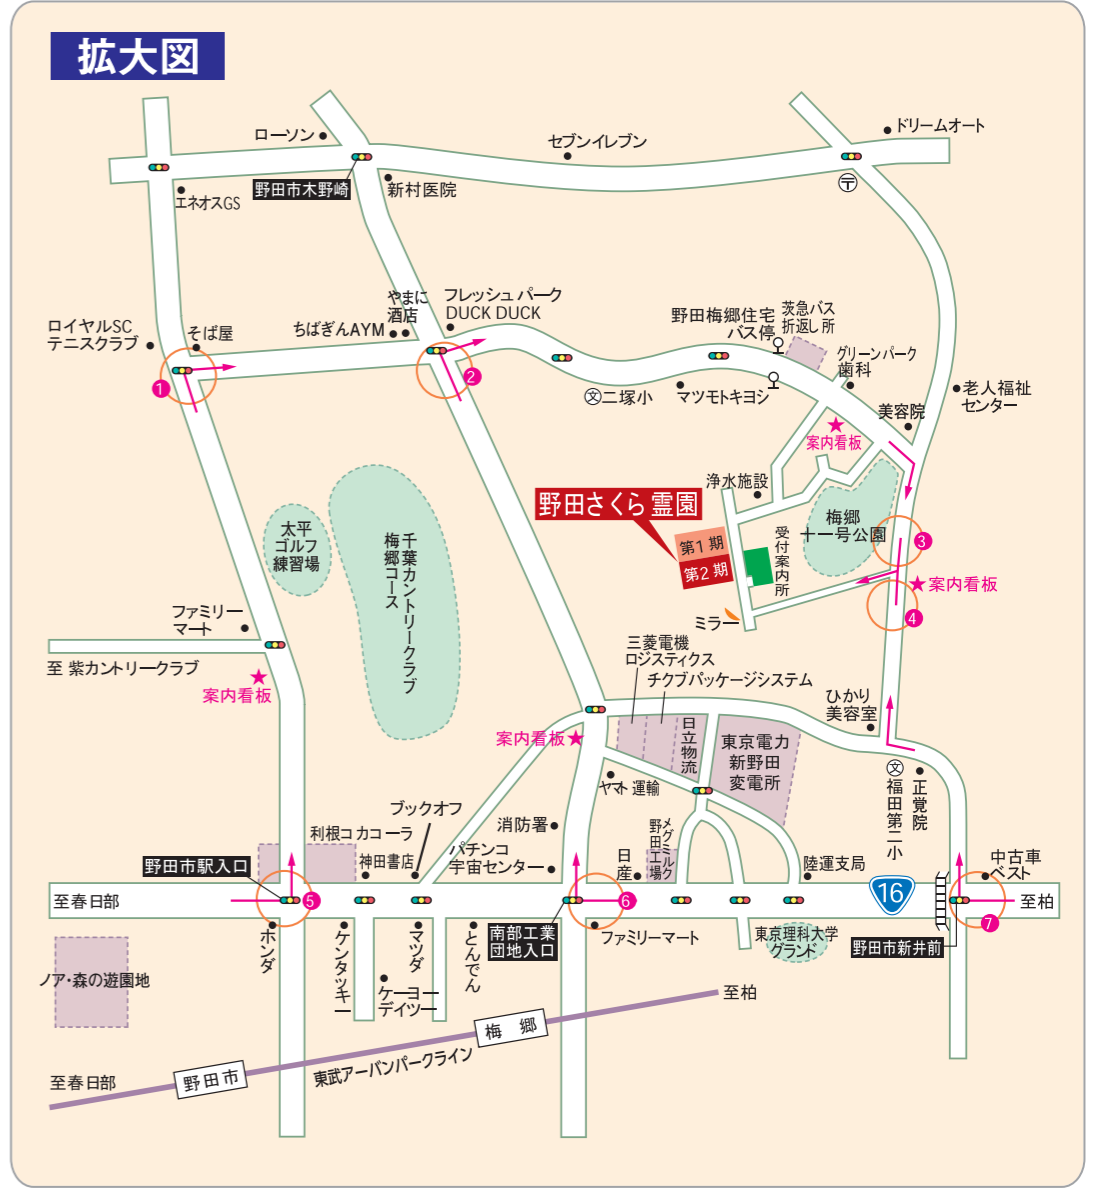 拡大図
ローソン
セブンイレブン
ドリームオート
エネオスGS
野田市木野崎
新村医院
〒
やまに
酒店
フレッシュパーク
DUCK DUCK
ロイヤルSC
テニスクラブ
そば屋
ちばぎんAYM
野田梅郷住宅
バス停
茨急バス
折返し所
グリーンパーク
歯科
1
2
文二塚小
マツモトキヨシ
美容院
老人福祉
センター
案内看板
浄水施設
野田さくら霊園
第1期
第2期
受付案内所
梅郷
十一号公園
3
案内看板
4
ミラー
太平
ゴルフ
練習場
千葉カントリークラブ
梅郷コース
ファミリー
マート
至 紫カントリークラブ
案内看板
三菱電機
ロジスティクス
チクブパッケージシステム
ひかり
美容室
案内看板
日立物流
東京電力
新野田
変電所
ヤマト運輸
文
福田第二小
正覚院
ブックオフ
利根コカコーラ
神田書店
消防署
パチンコ
宇宙センター
日産
野田工場
メグミルク
陸運支局
中古車
ベスト
野田市駅入口
至春日部
5
6
16
7
至柏
ホンダ
ケンタッキー
マツダ
ケーヨー
デイツー
とんでん
南部工業
団地入口
ファミリーマート
東京理科大学
グランド
野田市新井前
ノア・森の遊園地
至柏
梅郷
東武アーバンパークライン
野田市
至春日部